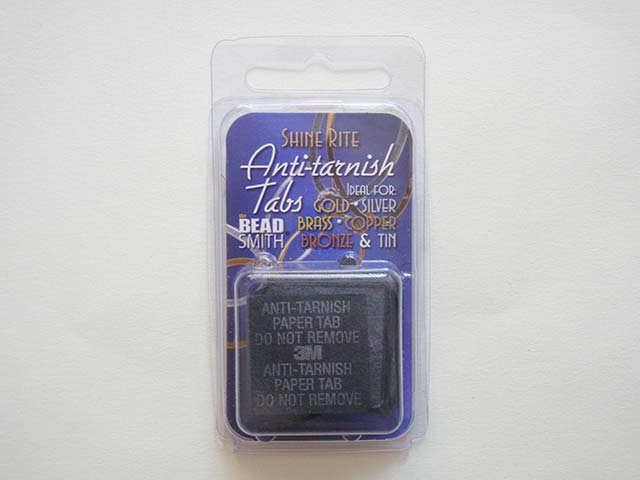 SHINE RITE
Anti-tarnish
Tabs
IDEAL FOR:
GOLD • SILVER
the
BEAD
SMITH
BRASS • COPPER
BRONZE & TIN
ANTI-TARNISH
PAPER TAB
DO NOT REMOVE
3M
ANTI-TARNISH
PAPER TAB
DO NOT REMOVE